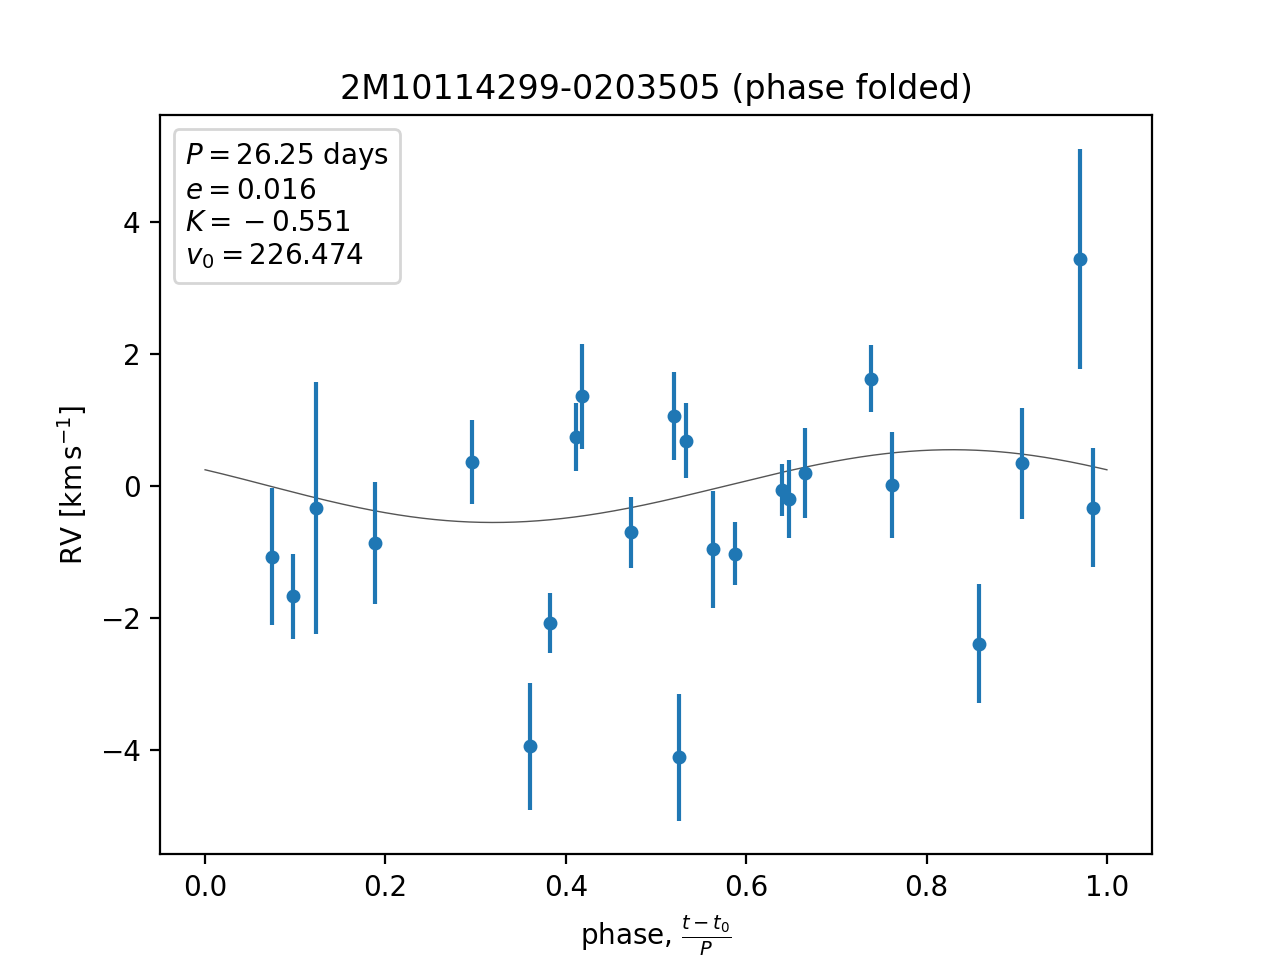 2M10114299-0203505 (phase folded)
P = 26.25 days
e = 0.016
K = −0.551
v₀ = 226.474
4
2
0
−2
−4
RV [km s⁻¹]
0.0 0.2 0.4 0.6 0.8 1.0
phase, (t − t₀)/P